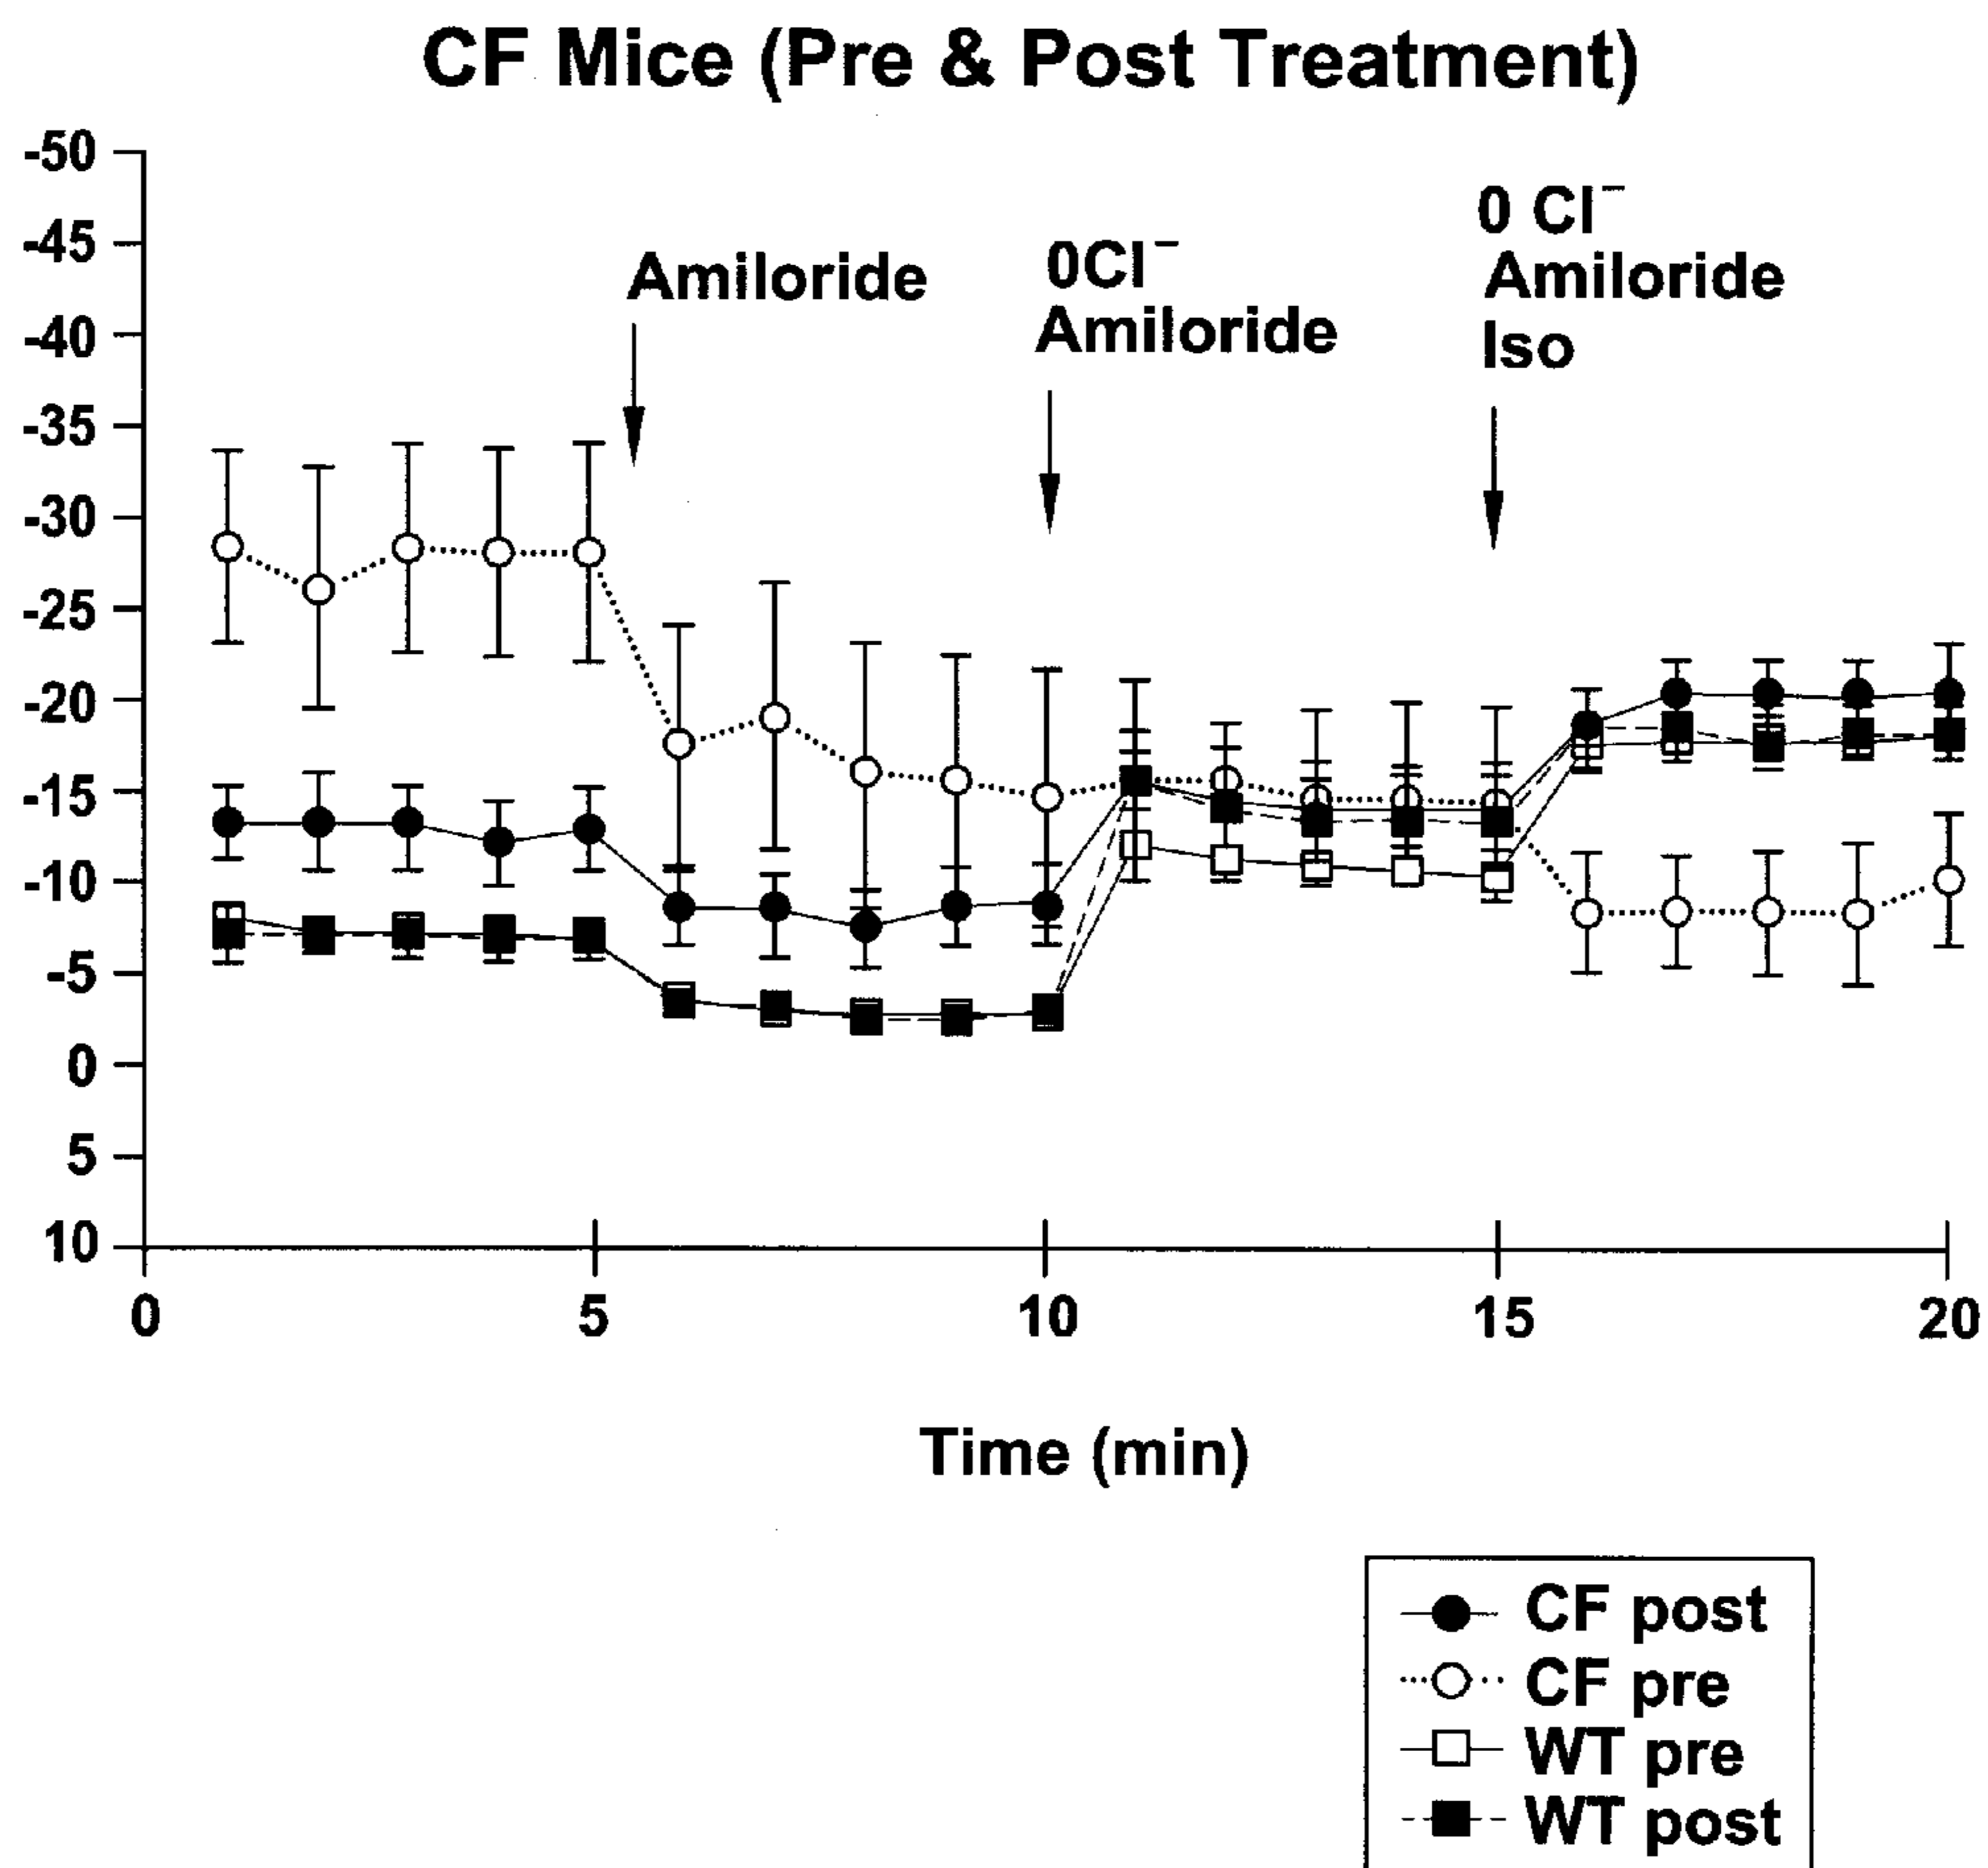 CF Mice (Pre & Post Treatment)
-50
-45
-40
-35
-30
-25
-20
-15
-10
-5
0
5
10
Amiloride
0Cl⁻
Amiloride
0 Cl⁻
Amiloride
Iso
0 5 10 15 20
Time (min)
CF post
CF pre
WT pre
WT post